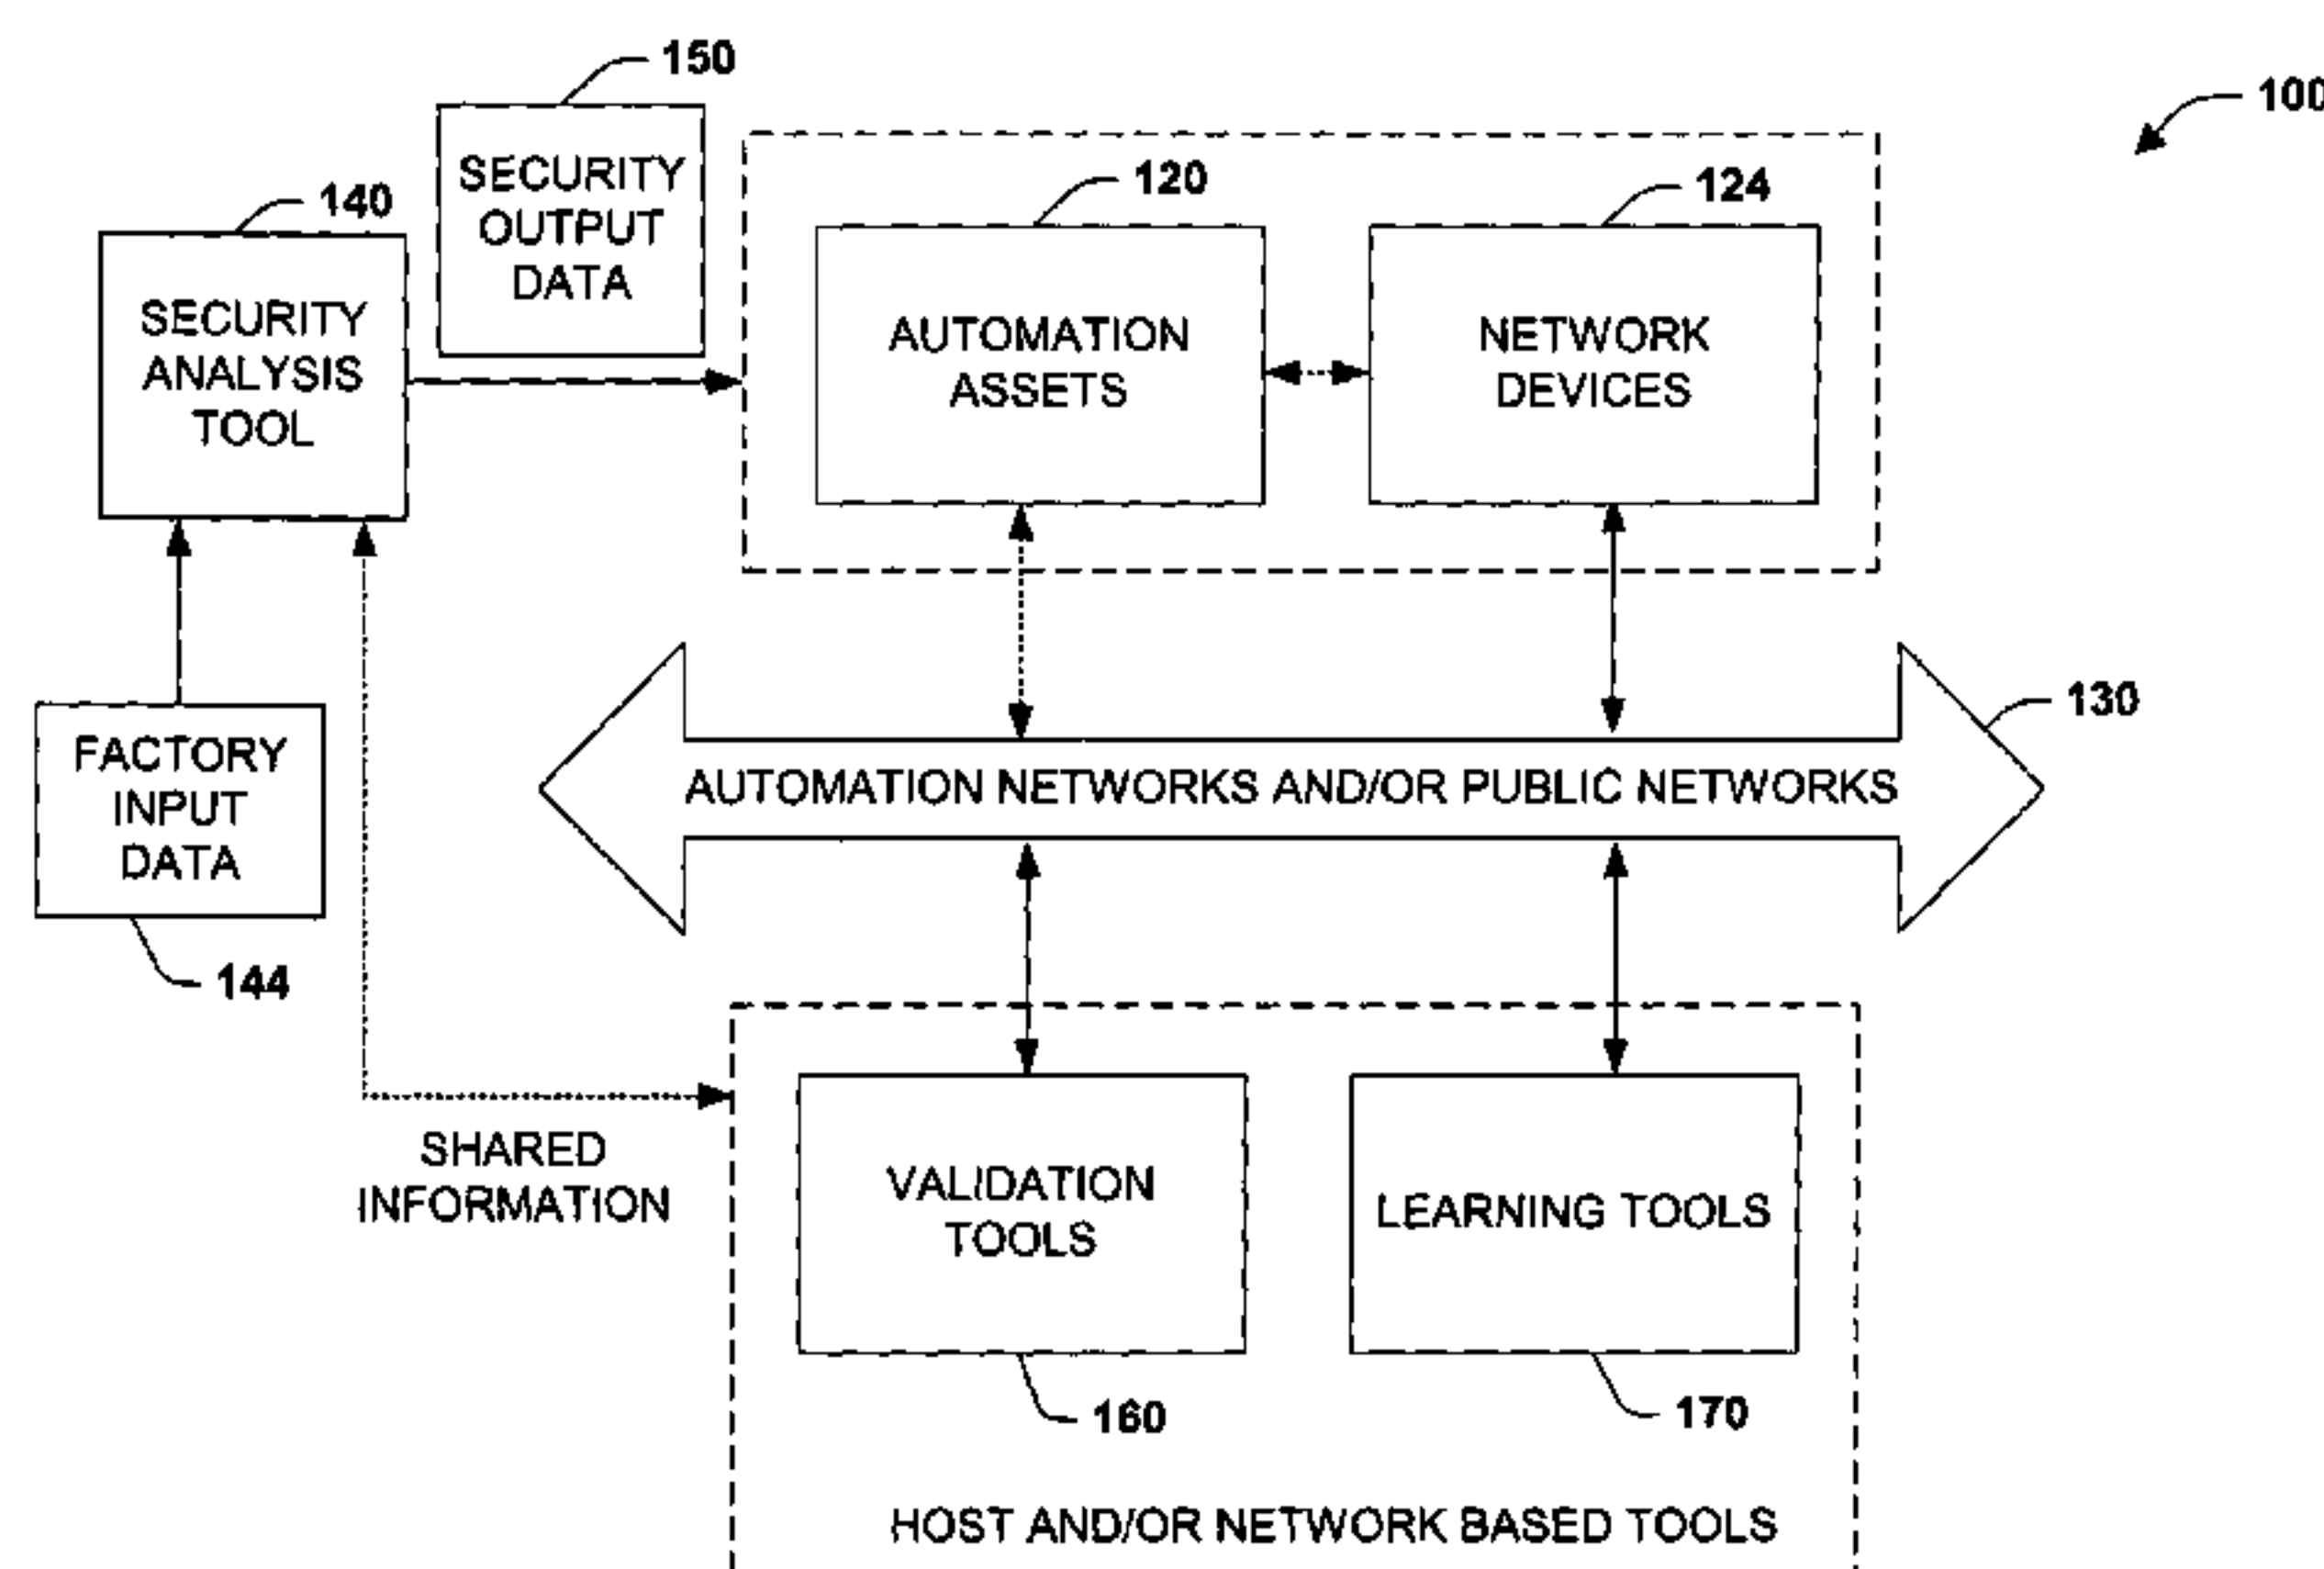 150
100
SECURITY
OUTPUT
DATA
120
124
140
SECURITY
ANALYSIS
TOOL
AUTOMATION
ASSETS
NETWORK
DEVICES
130
FACTORY
INPUT
DATA
AUTOMATION NETWORKS AND/OR PUBLIC NETWORKS
144
SHARED
INFORMATION
VALIDATION
TOOLS
LEARNING TOOLS
160
170
HOST AND/OR NETWORK BASED TOOLS